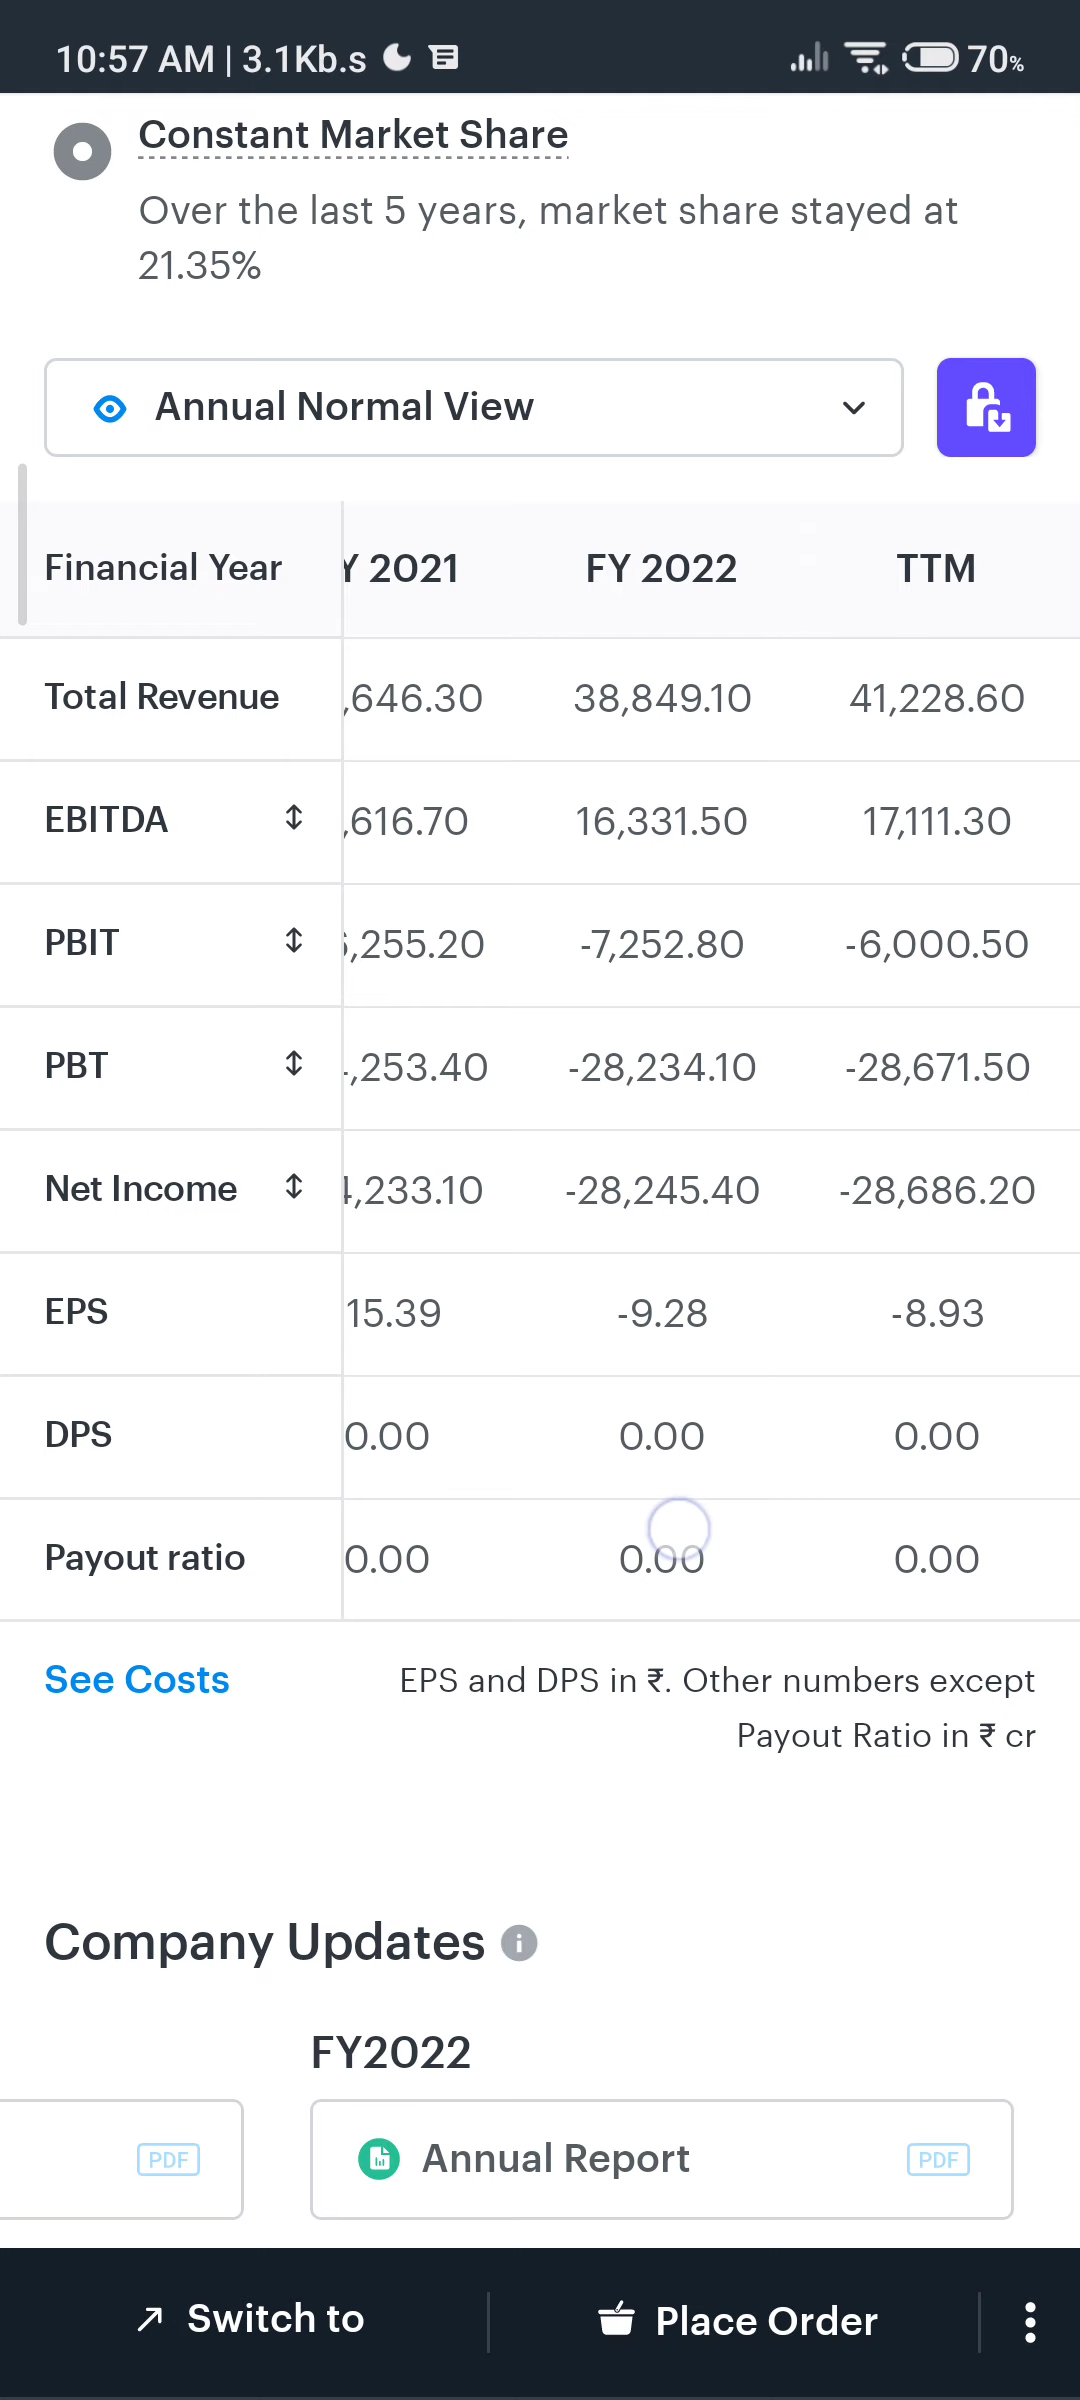 10:57 AM | 3.1Kb.s 70%
Constant Market Share
Over the last 5 years, market share stayed at
21.35%
Annual Normal View
Financial Year Y 2021 FY 2022 TTM
Total Revenue ,646.30 38,849.10 41,228.60
EBITDA ,616.70 16,331.50 17,111.30
PBIT ,255.20 -7,252.80 -6,000.50
PBT ,253.40 -28,234.10 -28,671.50
Net Income ,233.10 -28,245.40 -28,686.20
EPS 15.39 -9.28 -8.93
DPS 0.00 0.00 0.00
Payout ratio 0.00 0.00 0.00
See Costs
EPS and DPS in ₹. Other numbers except
Payout Ratio in ₹ cr
Company Updates
FY2022
PDF Annual Report PDF
Switch to Place Order